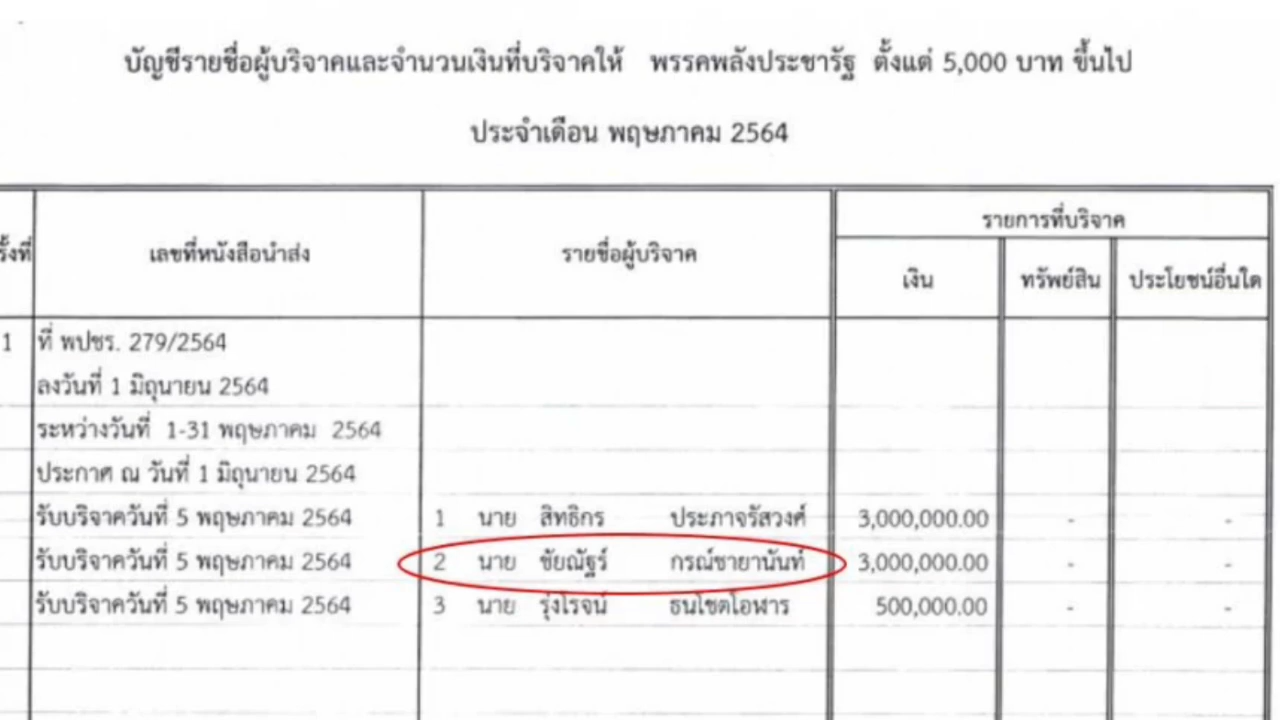 บัญชีรายชื่อผู้บริจาคและจำนวนเงินที่บริจาคให้ พรรคพลังประชารัฐ ตั้งแต่ 5,000 บาท ขึ้นไป
ประจำเดือน พฤษภาคม 2564
รั้งที่ เลขที่หนังสือนำส่ง รายชื่อผู้บริจาค รายการที่บริจาค
เงิน ทรัพย์สิน ประโยชน์อื่นใด
1 ที่ พปชร. 279/2564
ลงวันที่ 1 มิถุนายน 2564
ระหว่างวันที่ 1-31 พฤษภาคม 2564
ประกาศ ณ วันที่ 1 มิถุนายน 2564
รับบริจาควันที่ 5 พฤษภาคม 2564 1 นาย สิทธิกร ประภาจรัสวงศ์ 3,000,000.00 - -
รับบริจาควันที่ 5 พฤษภาคม 2564 2 นาย ชัยณัฐร์ กรณ์ชายานันท์ 3,000,000.00 - -
รับบริจาควันที่ 5 พฤษภาคม 2564 3 นาย รุ่งโรจน์ ธนโชตโอฬาร 500,000.00 - -